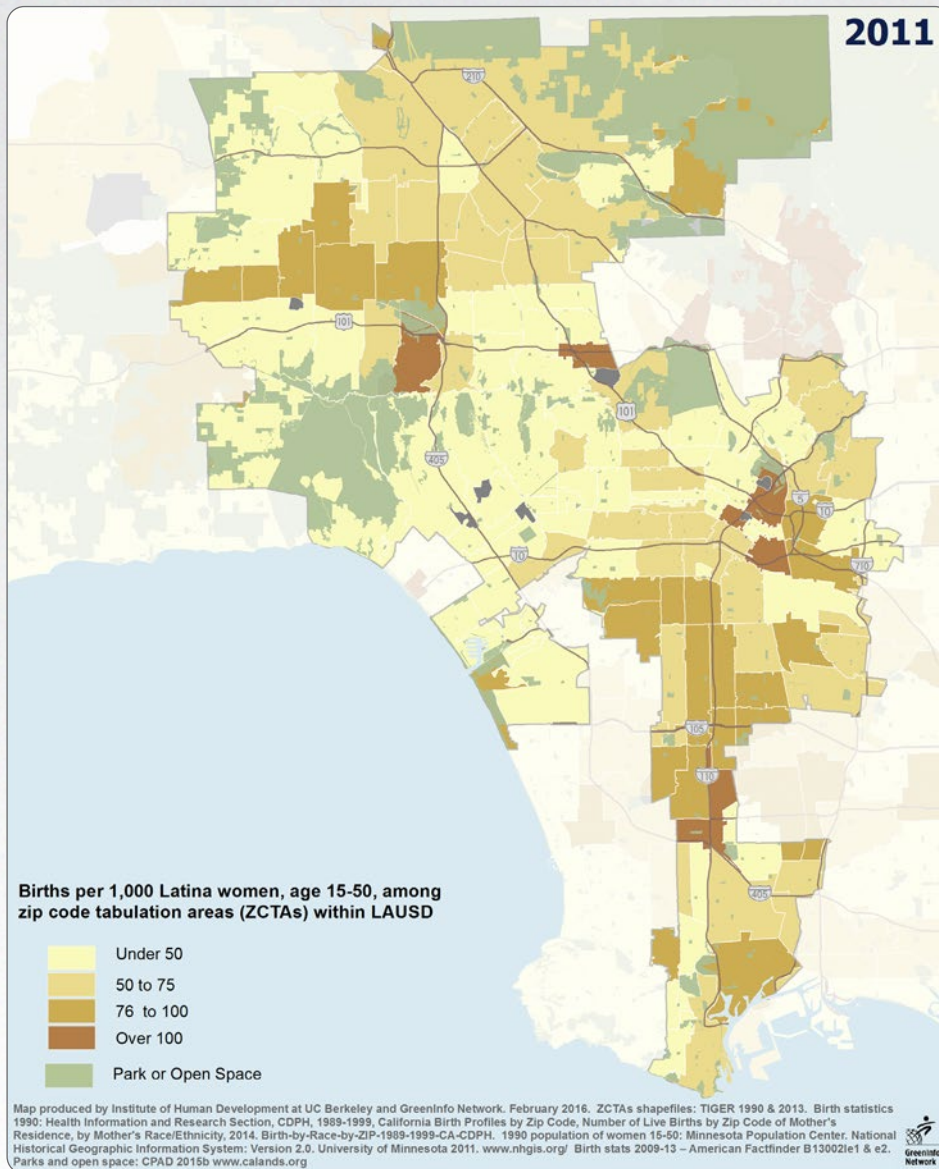 2011
210
101
101
405
5
10
10
710
105
110
405
Births per 1,000 Latina women, age 15-50, among
zip code tabulation areas (ZCTAs) within LAUSD
Under 50
50 to 75
76 to 100
Over 100
Park or Open Space
Map produced by Institute of Human Development at UC Berkeley and GreenInfo Network. February 2016. ZCTAs shapefiles: TIGER 1990 & 2013. Birth statistics
1990: Health Information and Research Section, CDPH, 1989-1999, California Birth Profiles by Zip Code, Number of Live Births by Zip Code of Mother's
Residence, by Mother's Race/Ethnicity, 2014. Birth-by-Race-by-ZIP-1989-1999-CA-CDPH. 1990 population of women 15-50: Minnesota Population Center. National
Historical Geographic Information System: Version 2.0. University of Minnesota 2011. www.nhgis.org/ Birth stats 2009-13 – American Factfinder B13002Ie1 & e2.
Parks and open space: CPAD 2015b www.calands.org
GreenInfo
Network